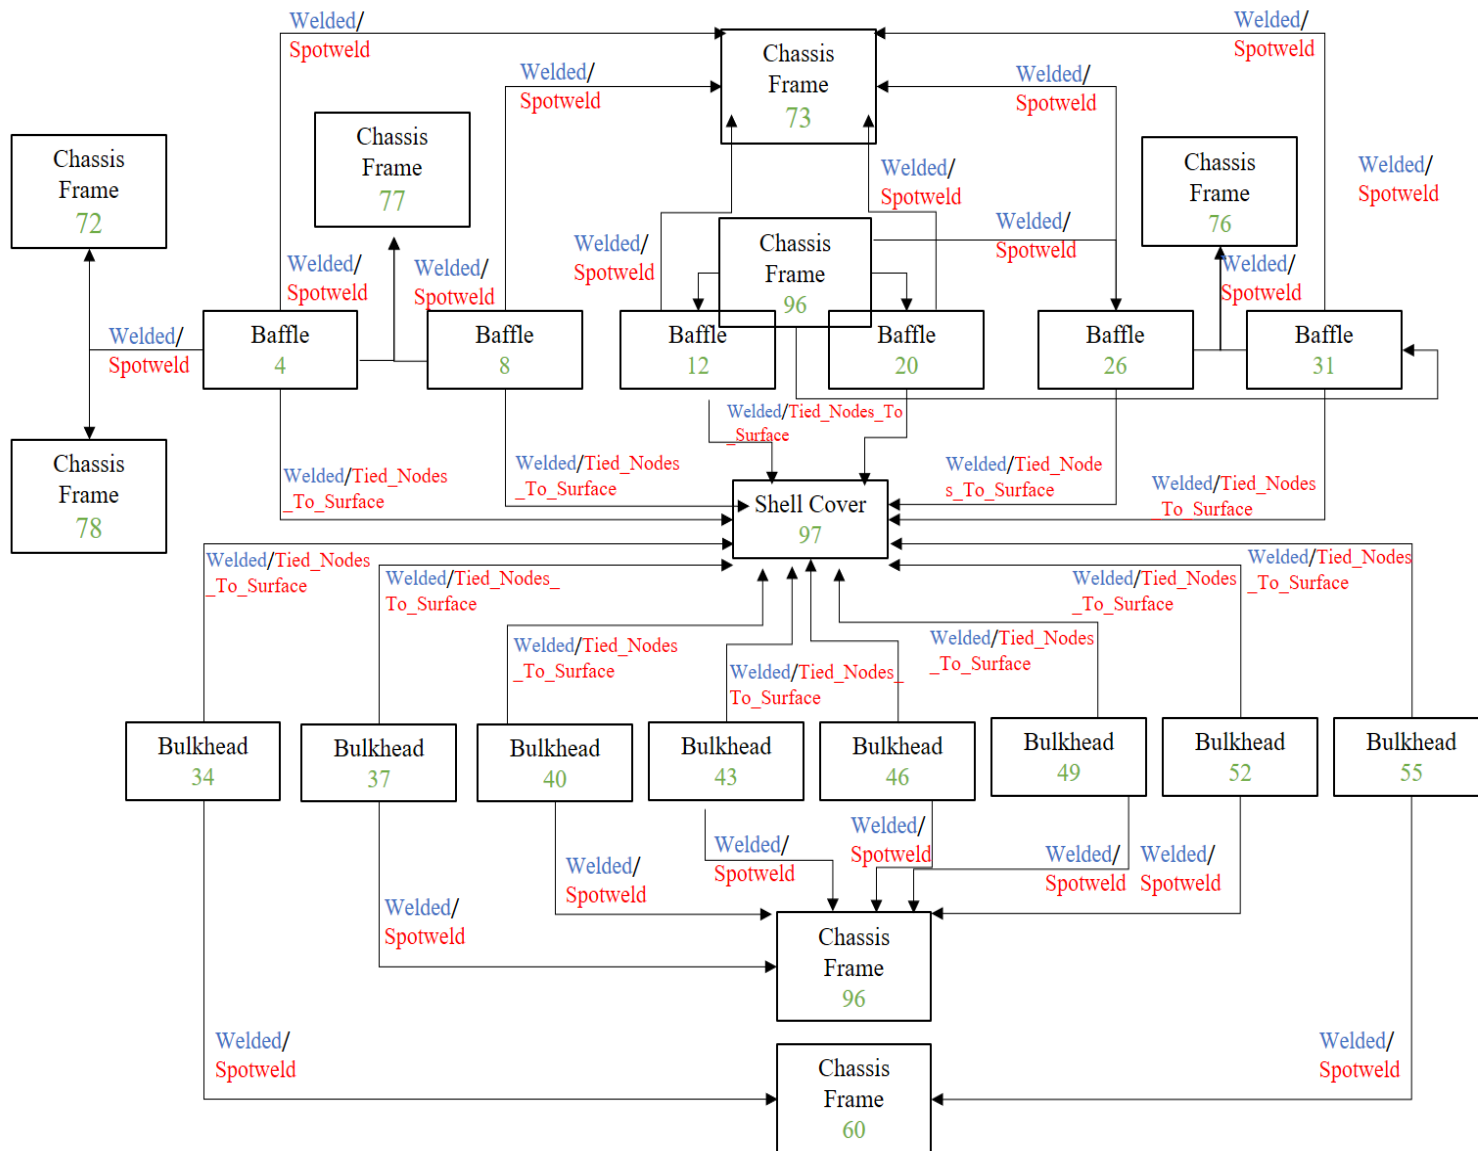 Welded/
Spotweld
Chassis
Frame
73
Welded/
Spotweld
Welded/
Spotweld
Welded/
Spotweld
Welded/
Spotweld
Chassis
Frame
72
Chassis
Frame
77
Welded/
Spotweld
Chassis
Frame
76
Welded/
Spotweld
Welded/
Spotweld
Chassis
Frame
96
Welded/
Spotweld
Welded/
Spotweld
Welded/
Spotweld
Welded/
Spotweld
Welded/
Spotweld
Baffle
4
Baffle
8
Baffle
12
Baffle
20
Baffle
26
Baffle
31
Welded/Tied_Nodes_To
_Surface
Chassis
Frame
78
Welded/Tied_Nodes
_To_Surface
Welded/Tied_Nodes
_To_Surface
Welded/Tied_Node
s_To_Surface
Welded/Tied_Nodes
_To_Surface
Shell Cover
97
Welded/Tied_Nodes
_To_Surface
Welded/Tied_Nodes_
To_Surface
Welded/Tied_Nodes
_To_Surface
Welded/Tied_Nodes
_To_Surface
Welded/Tied_Nodes
_To_Surface
Welded/Tied_Nodes_
To_Surface
Welded/Tied_Nodes
_To_Surface
Welded/Tied_Nodes
_To_Surface
Bulkhead
34
Bulkhead
37
Bulkhead
40
Bulkhead
43
Bulkhead
46
Bulkhead
49
Bulkhead
52
Bulkhead
55
Welded/
Spotweld
Welded/
Spotweld
Welded/
Spotweld
Welded/
Spotweld
Welded/
Spotweld
Welded/
Spotweld
Chassis
Frame
96
Welded/
Spotweld
Welded/
Spotweld
Chassis
Frame
60